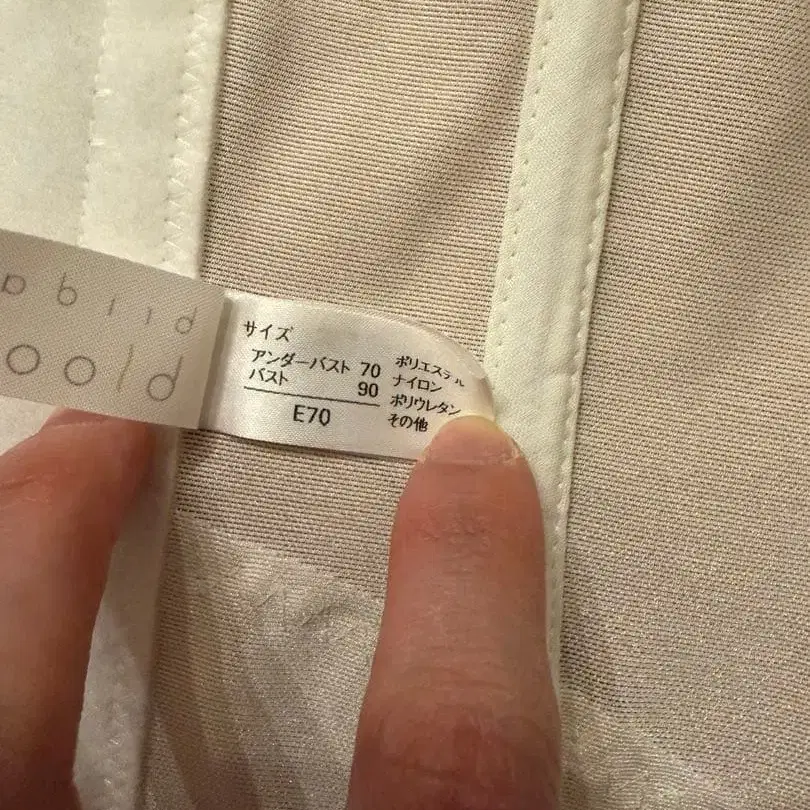 サイズ
アンダーバスト 70
バスト 90
E70
ポリエステル
ナイロン
ポリウレタン
その他